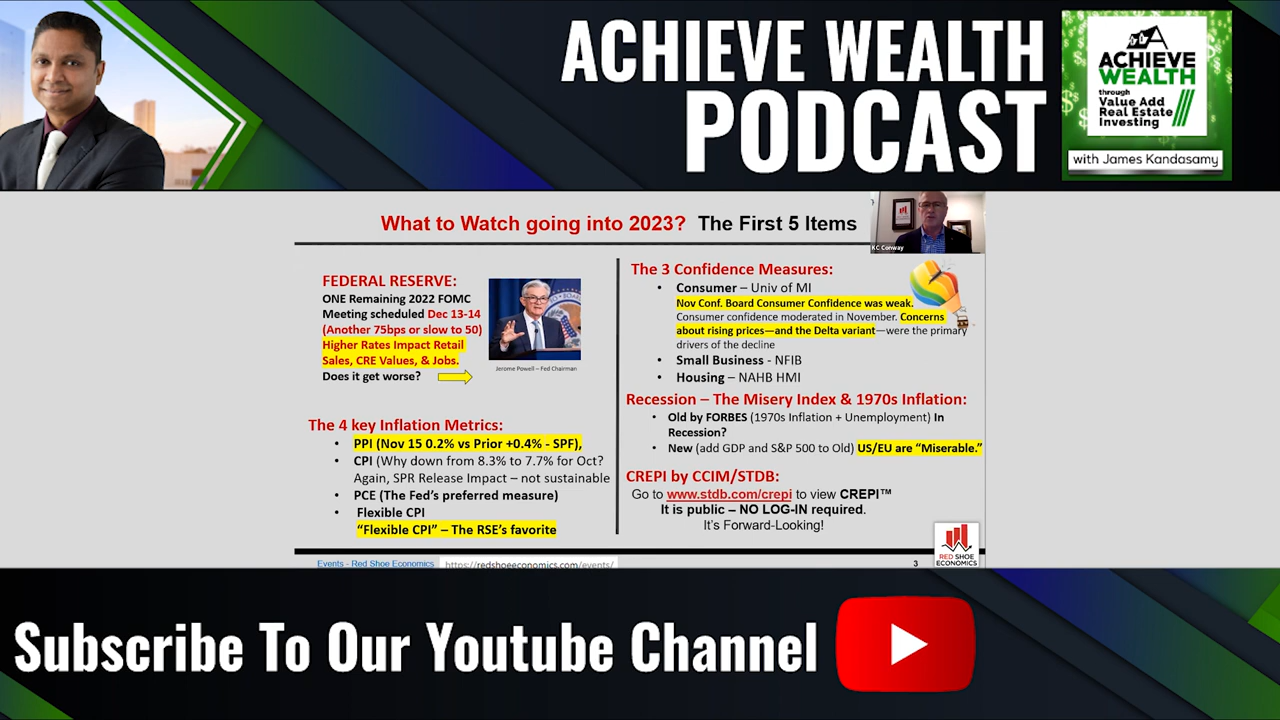 ACHIEVE WEALTH
PODCAST
ACHIEVE
WEALTH
through
Value Add
Real Estate
Investing
with James Kandasamy
What to Watch going into 2023? The First 5 Items
KC Conway
FEDERAL RESERVE:
ONE Remaining 2022 FOMC
Meeting scheduled Dec 13-14
(Another 75bps or slow to 50)
Higher Rates Impact Retail
Sales, CRE Values, & Jobs.
Does it get worse?
Jerome Powell – Fed Chairman
The 4 key Inflation Metrics:
• PPI (Nov 15 0.2% vs Prior +0.4% - SPF),
• CPI (Why down from 8.3% to 7.7% for Oct?
Again, SPR Release Impact – not sustainable
• PCE (The Fed's preferred measure)
• Flexible CPI
“Flexible CPI” – The RSE's favorite
The 3 Confidence Measures:
• Consumer – Univ of MI
Nov Conf. Board Consumer Confidence was weak.
Consumer confidence moderated in November. Concerns
about rising prices—and the Delta variant—were the primary
drivers of the decline
• Small Business - NFIB
• Housing – NAHB HMI
Recession – The Misery Index & 1970s Inflation:
• Old by FORBES (1970s Inflation + Unemployment) In
Recession?
• New (add GDP and S&P 500 to Old) US/EU are “Miserable.”
CREPI by CCIM/STDB:
Go to www.stdb.com/crepi to view CREPI™
It is public – NO LOG-IN required.
It's Forward-Looking!
Events - Red Shoe Economics https://redshoeeconomics.com/events/
3
RED SHOE
ECONOMICS
Subscribe To Our Youtube Channel